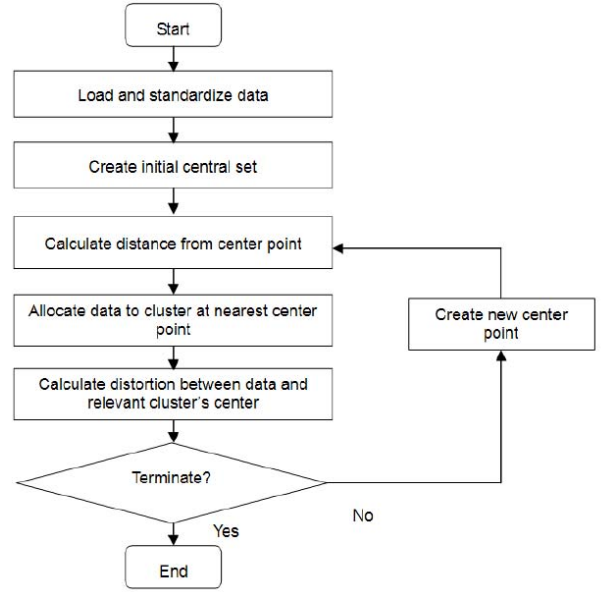 Start
Load and standardize data
Create initial central set
Calculate distance from center point
Allocate data to cluster at nearest center
point
Create new center
point
Calculate distortion between data and
relevant cluster's center
Terminate?
No
Yes
End